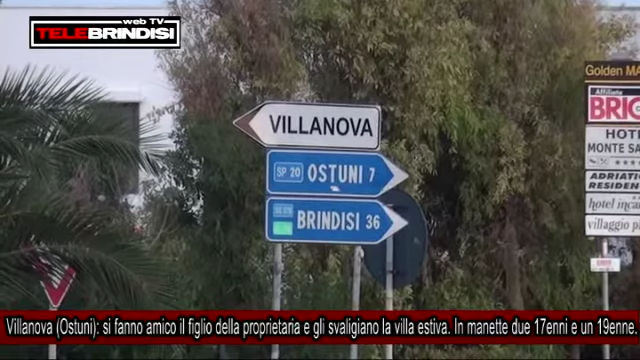 web TV
TELEBRINDISI
VILLANOVA
SP 20 OSTUNI 7
BRINDISI 36
Golden
Affiliato
HOT
MONTE SA
ADRIATIC
RESIDEN
hotel
villaggio
Villanova (Ostuni): si fanno amico il figlio della proprietaria e gli svaligiano la villa estiva. In manette due 17enni e un 19enne.